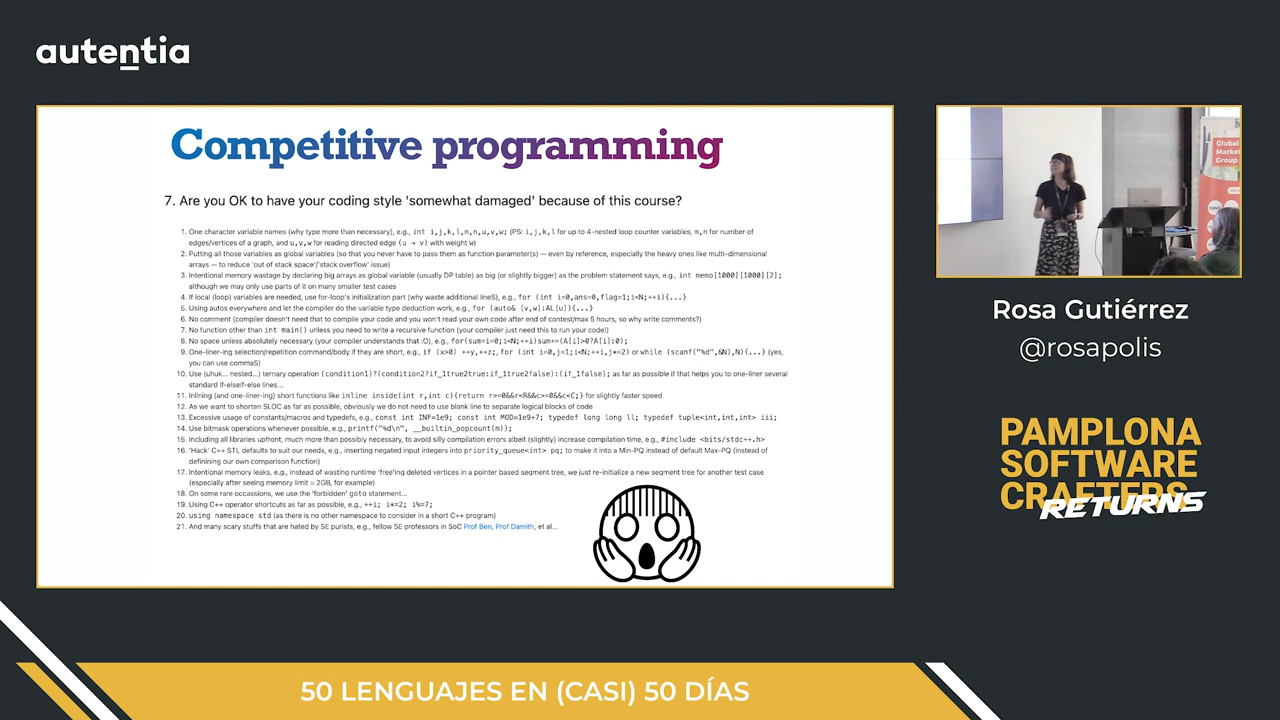 autentia
Competitive programming
7. Are you OK to have your coding style 'somewhat damaged' because of this course?
1. One character variable names (why type more than necessary), e.g., int i,j,k,l,m,n,u,v,w; (PS: i,j,k,l for up to 4-nested loop counter variables, m,n for number of
edges/vertices of a graph, and u,v,w for reading directed edge (u → v) with weight w)
2. Putting all those variables as global variables (so that you never have to pass them as function parameter(s) — even by reference, especially the heavy ones like multi-dimensional
arrays — to reduce 'out of stack space'/'stack overflow' issue)
3. Intentional memory wastage by declaring big arrays as global variable (usually DP table) as big (or slightly bigger) as the problem statement says, e.g., int memo[1000][1000][2];
although we may only use parts of it on many smaller test cases
4. If local (loop) variables are needed, use for-loop's initialization part (why waste additional lineS), e.g., for (int i=0,ans=0,flag=1;i<N;++i){...}
5. Using autos everywhere and let the compiler do the variable type deduction work, e.g., for (auto& [v,w]:AL[u]){...}
6. No comment (compiler doesn't need that to compile your code and you won't read your own code after end of contest/max 5 hours, so why write comments?)
7. No function other than int main() unless you need to write a recursive function (your compiler just need this to run your code!)
8. No space unless absolutely necessary (your compiler understands that :O), e.g., for(sum=i=0;i<N;++i)sum+=(A[i]>0?A[i]:0);
9. One-liner-ing selection/repetition command/body if they are short, e.g., if (x>0) ++y,++z;, for (int i=0,j=1;i<N;++i,j*=2) or while (scanf("%d",&N),N){...} (yes,
you can use commaS)
10. Use (uhuk... nested...) ternary operation (condition1)?(condition2?if_1true2true:if_1true2false):(if_1false); as far as possible if that helps you to one-liner several
standard if-elseif-else lines...
11. Inlining (and one-liner-ing) short functions like inline inside(int r,int c){return r>=0&&r<R&&c>=0&&c<C;} for slightly faster speed
12. As we want to shorten SLOC as far as possible, obviously we do not need to use blank line to separate logical blocks of code
13. Excessive usage of constants/macros and typedefs, e.g., const int INF=1e9; const int MOD=1e9+7; typedef long long ll; typedef tuple<int,int,int> iii;
14. Use bitmask operations whenever possible, e.g., printf("%d\n", __builtin_popcount(m));
15. Including all libraries upfront, much more than possibly necessary, to avoid silly compilation errors albeit (slightly) increase compilation time, e.g., #include <bits/stdc++.h>
16. 'Hack' C++ STL defaults to suit our needs, e.g., inserting negated input integers into priority_queue<int> pq; to make it into a Min-PQ instead of default Max-PQ (instead of
definining our own comparison function)
17. Intentional memory leaks, e.g., instead of wasting runtime 'free'ing deleted vertices in a pointer based segment tree, we just re-initialize a new segment tree for another test case
(especially after seeing memory limit = 2GB, for example)
18. On some rare occassions, we use the 'forbidden' goto statement...
19. Using C++ operator shortcuts as far as possible, e.g., ++i; i*=2; i%=7;
20. using namespace std (as there is no other namespace to consider in a short C++ program)
21. And many scary stuffs that are hated by SE purists, e.g., fellow SE professors in SoC Prof Ben, Prof Damith, et al...
Global
Market
Group
Rosa Gutiérrez
@rosapolis
PAMPLONA
SOFTWARE
CRAFTERS
RETURNS
50 LENGUAJES EN (CASI) 50 DÍAS